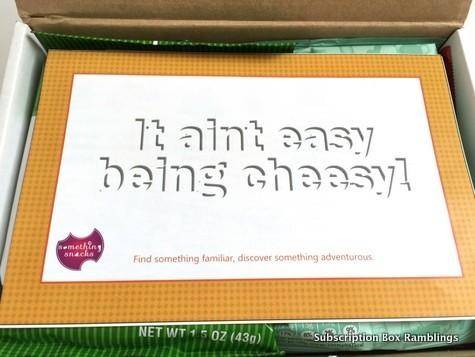 It aint easy
being cheesy!
something
snacks
Find something familiar, discover something adventurous.
NET WT 1.5 OZ (43g)
Subscription Box Ramblings